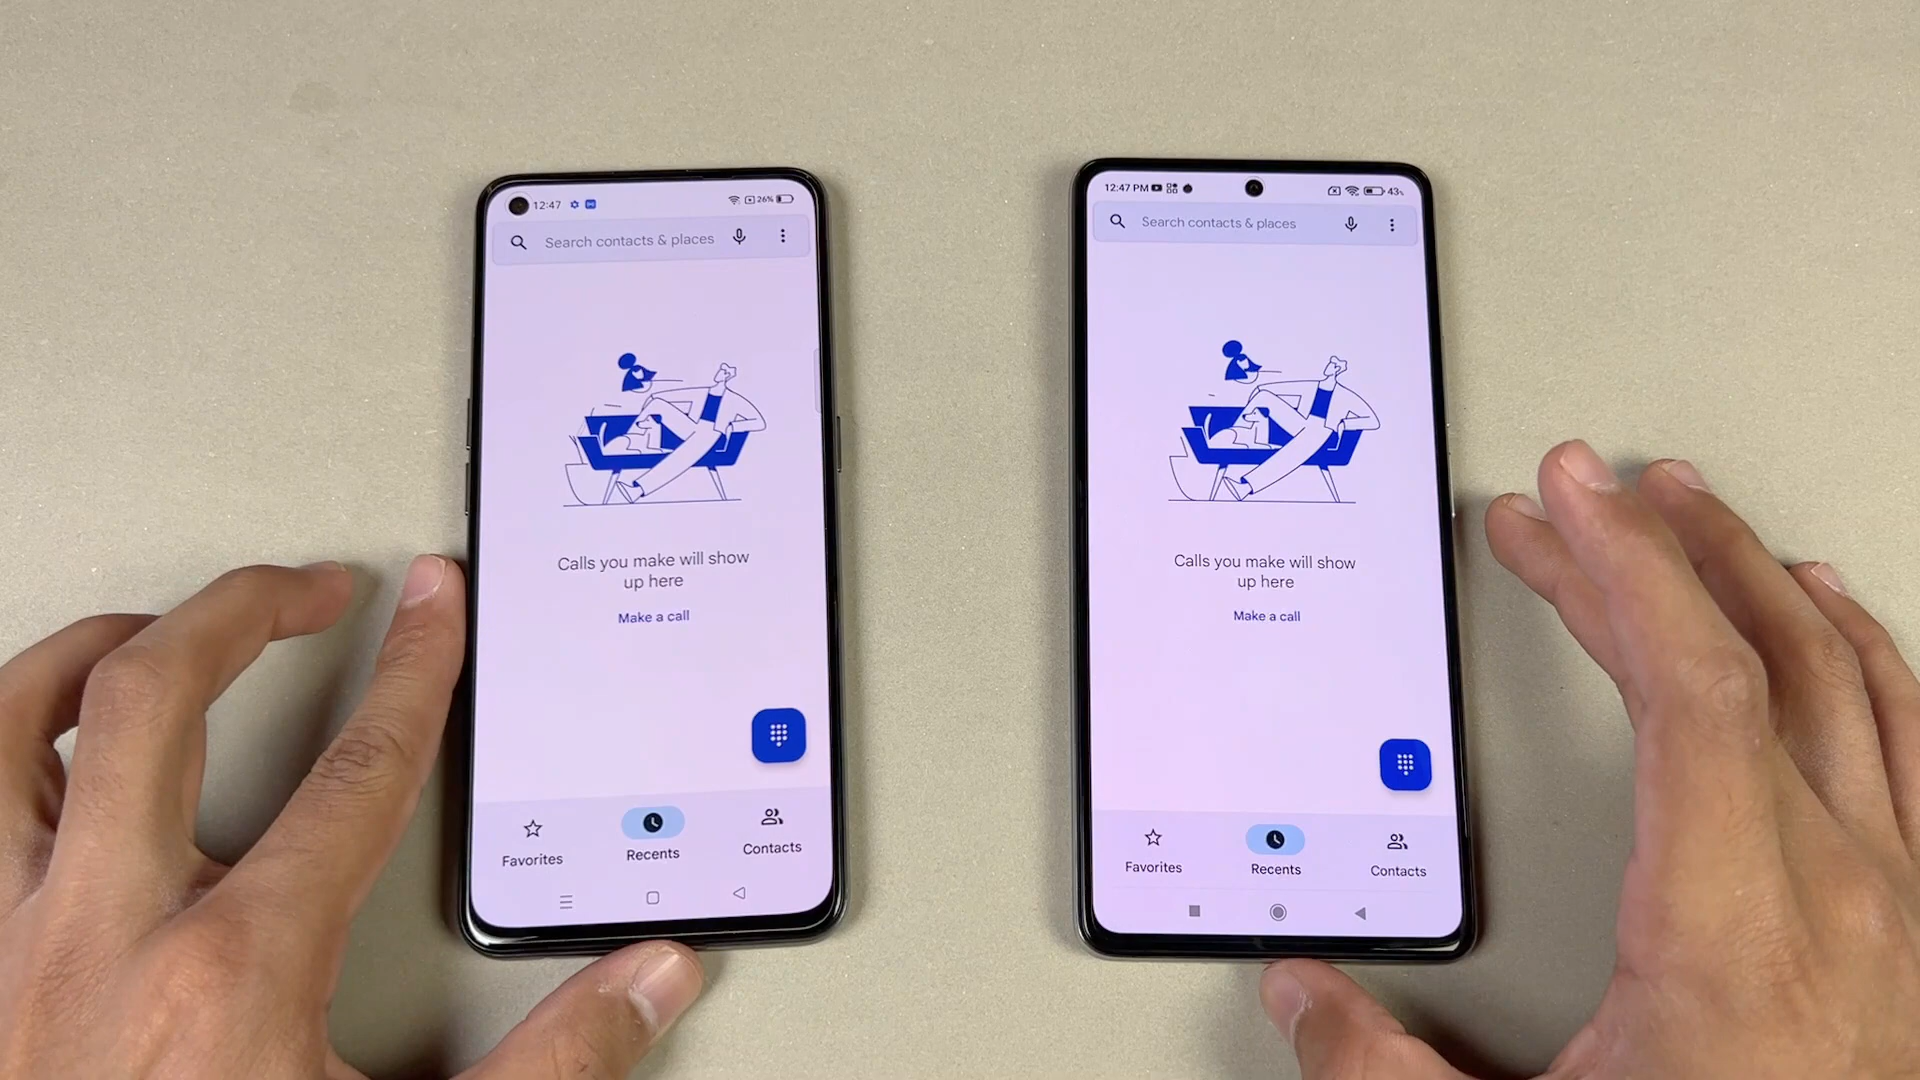 12:47
26%
Search contacts & places
Calls you make will show
up here
Make a call
Favorites
Recents
Contacts
12:47 PM
43%
Search contacts & places
Calls you make will show
up here
Make a call
Favorites
Recents
Contacts